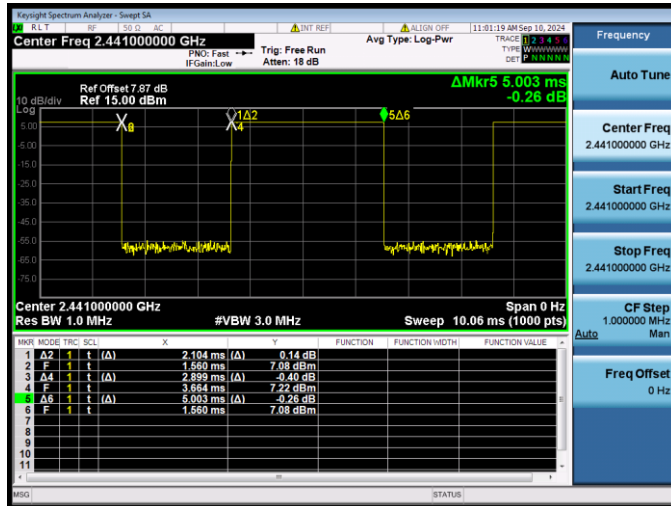 Keysight Spectrum Analyzer - Swept SA
RLT RF 50 Ω AC INT REF ALIGN OFF 11:01:19 AM Sep 10, 2024
Center Freq 2.441000000 GHz
PNO: Fast
IFGain:Low
Trig: Free Run
Atten: 18 dB
Avg Type: Log-Pwr
TRACE 1 2 3 4 5 6
TYPE WWWWWW
DET P N N N N N
Ref Offset 7.87 dB
Ref 15.00 dBm
10 dB/div
Log
ΔMkr5 5.003 ms
-0.26 dB
1Δ2
4
5Δ6
5.00
-5.00
-15.0
-25.0
-35.0
-45.0
-55.0
-65.0
-75.0
Center 2.441000000 GHz
Span 0 Hz
Res BW 1.0 MHz
#VBW 3.0 MHz
Sweep 10.06 ms (1000 pts)
MKR MODE TRC SCL X Y FUNCTION FUNCTION WIDTH FUNCTION VALUE
1 Δ2 1 t (Δ) 2.104 ms (Δ) 0.14 dB
2 F 1 t 1.560 ms 7.08 dBm
3 Δ4 1 t (Δ) 2.899 ms (Δ) -0.40 dB
4 F 1 t 3.664 ms 7.22 dBm
5 Δ6 1 t (Δ) 5.003 ms (Δ) -0.26 dB
6 F 1 t 1.560 ms 7.08 dBm
7
8
9
10
11
MSG
STATUS
Frequency
Auto Tune
Center Freq
2.441000000 GHz
Start Freq
2.441000000 GHz
Stop Freq
2.441000000 GHz
CF Step
1.000000 MHz
Auto Man
Freq Offset
0 Hz